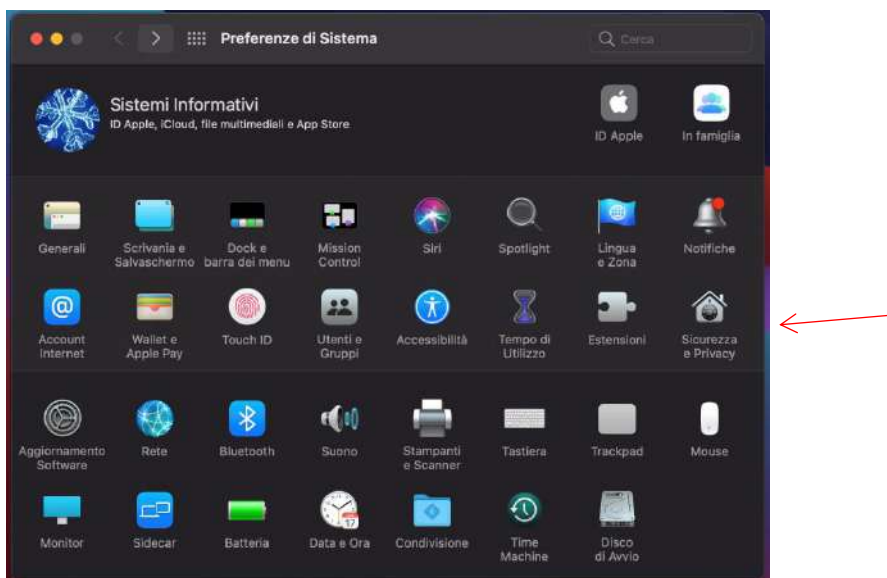 Preferenze di Sistema
Cerca
Sistemi Informativi
ID Apple, iCloud, file multimediali e App Store
ID Apple
In famiglia
Generali
Scrivania e
Salvaschermo
Dock e
barra dei menu
Mission
Control
Siri
Spotlight
Lingua
e Zona
Notifiche
Account
Internet
Wallet e
Apple Pay
Touch ID
Utenti e
Gruppi
Accessibilità
Tempo di
Utilizzo
Estensioni
Sicurezza
e Privacy
Aggiornamento
Software
Rete
Bluetooth
Suono
Stampanti
e Scanner
Tastiera
Trackpad
Mouse
Monitor
Sidecar
Batteria
17
Data e Ora
Condivisione
Time
Machine
Disco
di Avvio